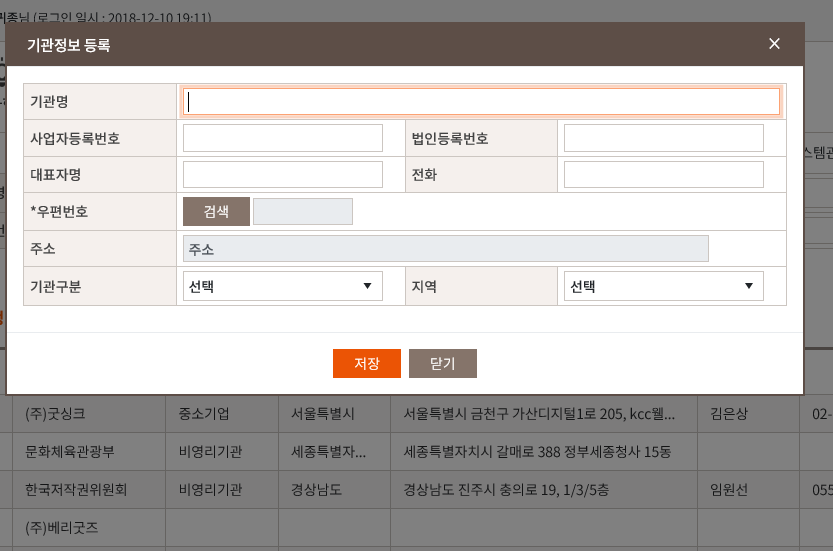 님 (로그인 일시 : 2018-12-10 19:11)
기관정보 등록
기관명
사업자등록번호 법인등록번호
대표자명 전화
*우편번호 검색
주소 주소
기관구분 선택 지역 선택
저장 닫기
(주)굿싱크 중소기업 서울특별시 서울특별시 금천구 가산디지털1로 205, kcc웰... 김은상 02-
문화체육관광부 비영리기관 세종특별자... 세종특별자치시 갈매로 388 정부세종청사 15동
한국저작권위원회 비영리기관 경상남도 경상남도 진주시 충의로 19, 1/3/5층 임원선 055
(주)베리굿즈